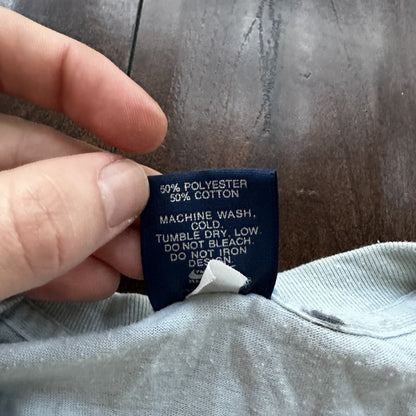 50% POLYESTER
50% COTTON
MACHINE WASH,
COLD.
TUMBLE DRY, LOW.
DO NOT BLEACH.
DO NOT IRON
DESIGN.